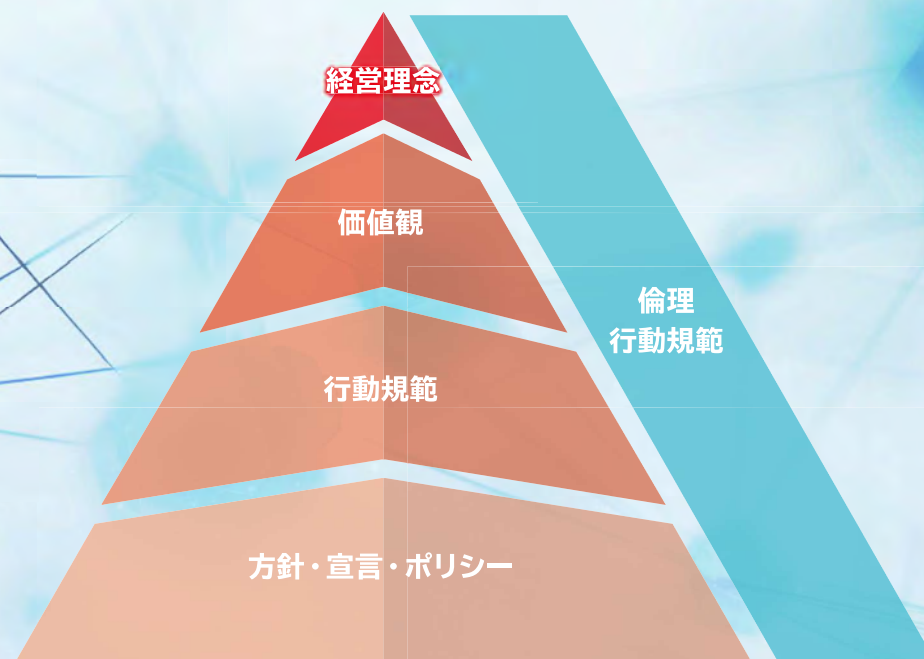 経営理念
価値観
倫理
行動規範
行動規範
方針・宣言・ポリシー